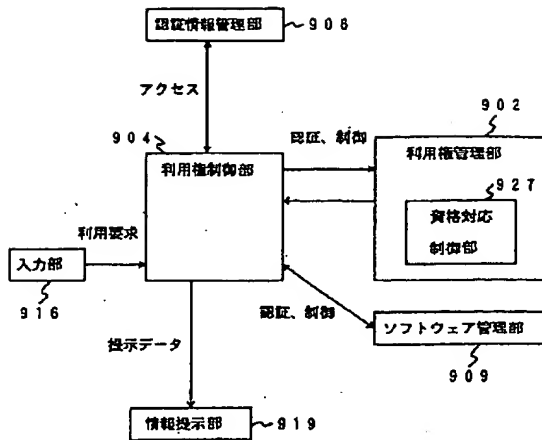 認証情報管理部
908
アクセス
904
利用権制御部
認証、制御
902
利用権管理部
927
資格対応
制御部
利用要求
入力部
916
認証、制御
ソフトウェア管理部
909
提示データ
情報提示部
919